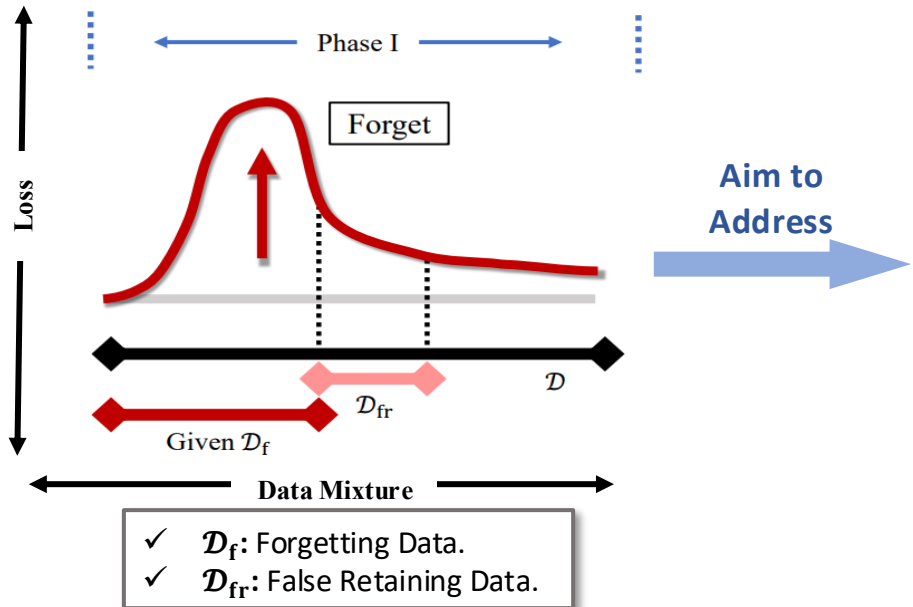 Phase I
Forget
Loss
Aim to
Address
𝒟
𝒟fr
Given 𝒟f
Data Mixture
✓ 𝒟f: Forgetting Data.
✓ 𝒟fr: False Retaining Data.